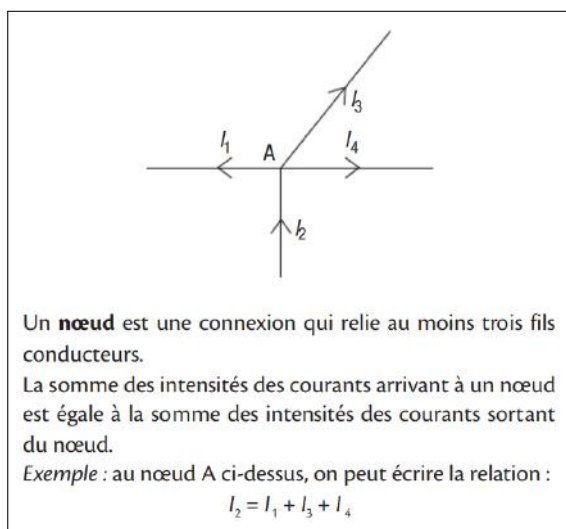 I₃
I₁ A I₄
I₂
Un nœud est une connexion qui relie au moins trois fils
conducteurs.
La somme des intensités des courants arrivant à un nœud
est égale à la somme des intensités des courants sortant
du nœud.
Exemple : au nœud A ci-dessus, on peut écrire la relation :
I₂ = I₁ + I₃ + I₄